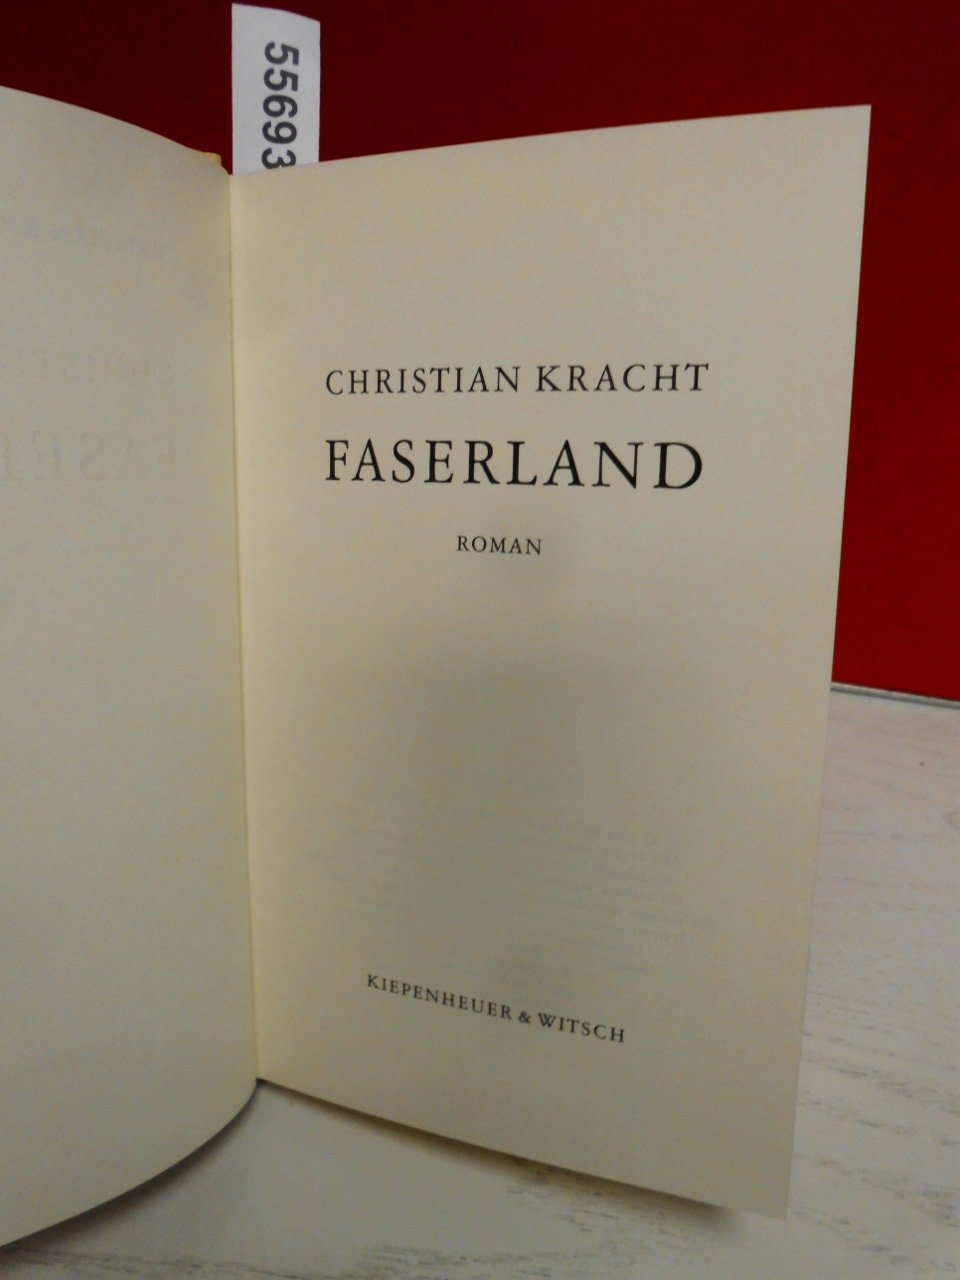 55693
CHRISTIAN KRACHT
FASERLAND
ROMAN
KIEPENHEUER & WITSCH